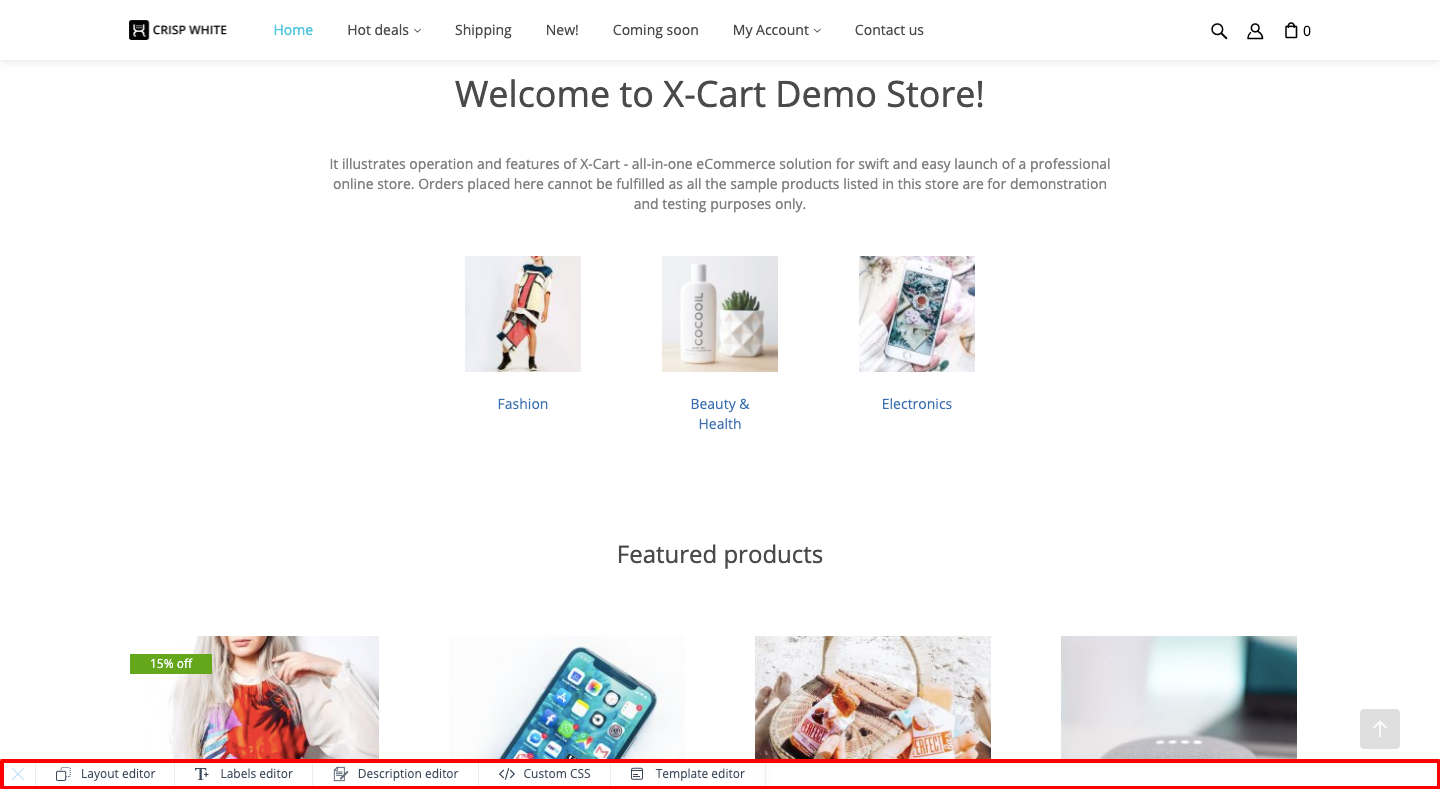 CRISP WHITE Home Hot deals Shipping New! Coming soon My Account Contact us 0
Welcome to X-Cart Demo Store!
It illustrates operation and features of X-Cart - all-in-one eCommerce solution for swift and easy launch of a professional
online store. Orders placed here cannot be fulfilled as all the sample products listed in this store are for demonstration
and testing purposes only.
COCOOIL
Fashion
Beauty &
Health
Electronics
Featured products
15% off
PERFECT
PERFECT
Layout editor Labels editor Description editor Custom CSS Template editor